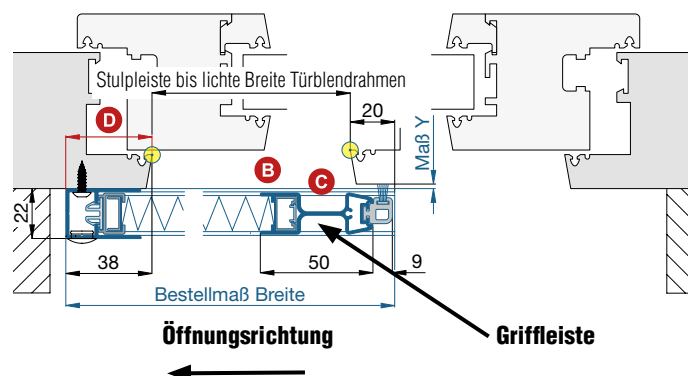 Stulpleiste bis lichte Breite Türblendrahmen
D
20
Maß Y
B
C
22
38
50
9
Bestellmaß Breite
Öffnungsrichtung
Griffleiste